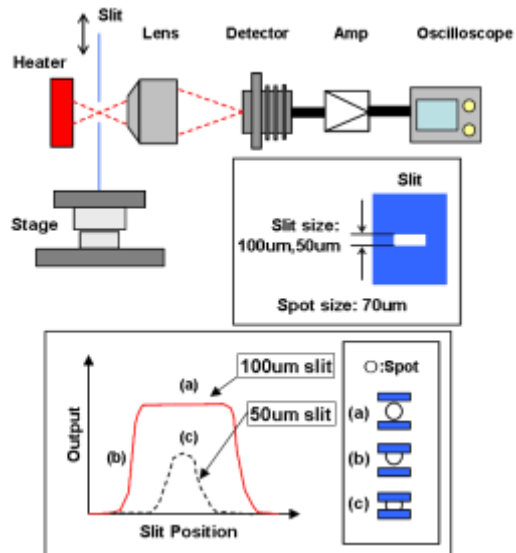 Slit
Lens
Detector
Amp
Oscilloscope
Heater
Stage
Slit
Slit size:
100um,50um
Spot size: 70um
100um slit
50um slit
(a)
(b)
(c)
Output
Slit Position
O:Spot
(a)
(b)
(c)